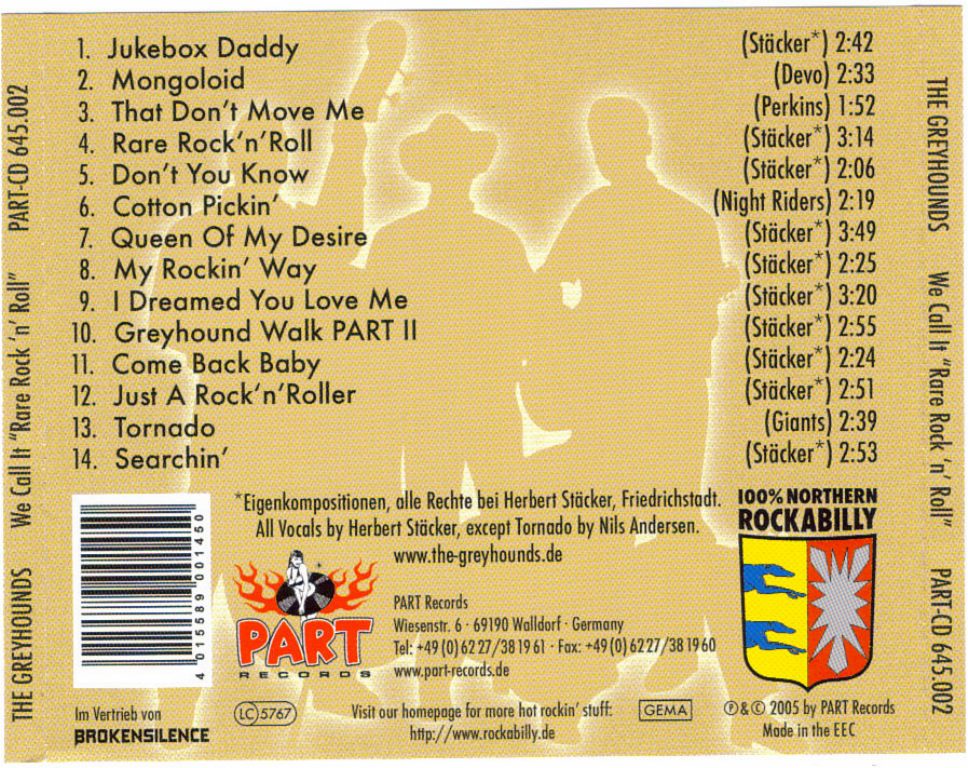 1. Jukebox Daddy (Stäcker*) 2:42
2. Mongoloid (Devo) 2:33
3. That Don't Move Me (Perkins) 1:52
4. Rare Rock'n'Roll (Stäcker*) 3:14
5. Don't You Know (Stäcker*) 2:06
6. Cotton Pickin' (Night Riders) 2:19
7. Queen Of My Desire (Stäcker*) 3:49
8. My Rockin' Way (Stäcker*) 2:25
9. I Dreamed You Love Me (Stäcker*) 3:20
10. Greyhound Walk PART II (Stäcker*) 2:55
11. Come Back Baby (Stäcker*) 2:24
12. Just A Rock'n'Roller (Stäcker*) 2:51
13. Tornado (Giants) 2:39
14. Searchin' (Stäcker*) 2:53
*Eigenkompositionen, alle Rechte bei Herbert Stäcker, Friedrichstadt.
All Vocals by Herbert Stäcker, except Tornado by Nils Andersen.
www.the-greyhounds.de
100% NORTHERN
ROCKABILLY
4 015589 001450
PART
RECORDS
PART Records
Wiesenstr. 6 · 69190 Walldorf · Germany
Tel: +49 (0) 62 27/38 19 61 · Fax: +49 (0) 62 27/38 19 60
www.part-records.de
Im Vertrieb von
BROKENSILENCE
LC 5767
Visit our homepage for more hot rockin' stuff:
http://www.rockabilly.de
GEMA
℗ & © 2005 by PART Records
Made in the EEC
THE GREYHOUNDS We Call It "Rare Rock 'n' Roll" PART-CD 645.002
THE GREYHOUNDS We Call It "Rare Rock 'n' Roll" PART-CD 645.002